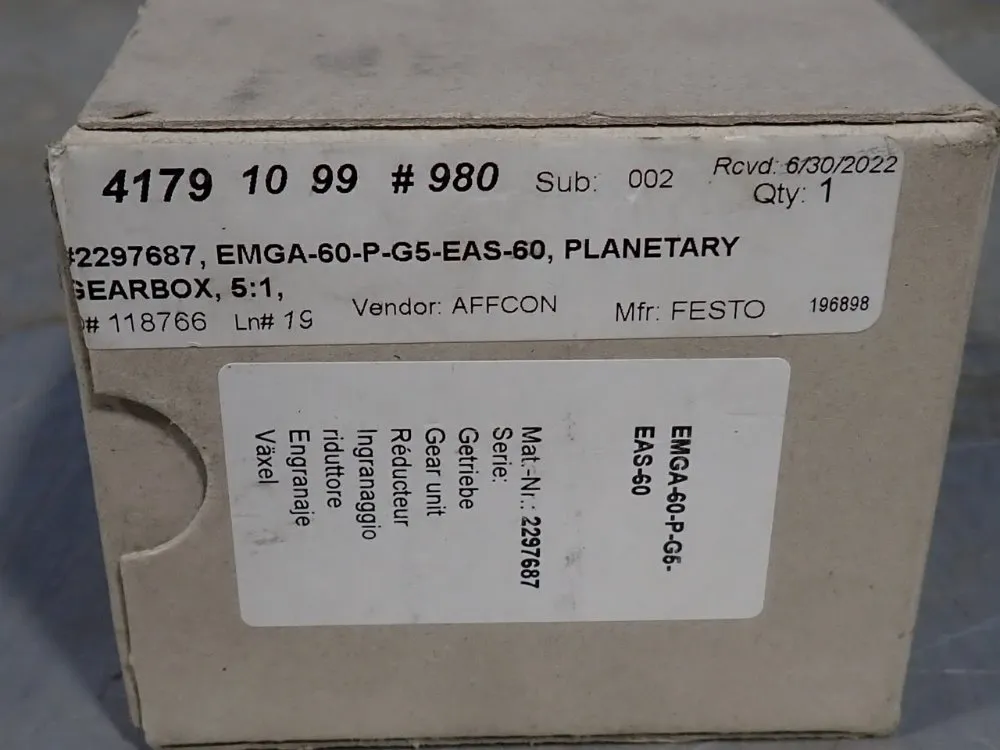 4179 10 99 # 980 Sub: 002 Rcvd: 6/30/2022
Qty: 1
#2297687, EMGA-60-P-G5-EAS-60, PLANETARY
GEARBOX, 5:1,
# 118766 Ln# 19 Vendor: AFFCON Mfr: FESTO 196898
EMGA-60-P-G5-
EAS-60
Mat.-Nr.: 2297687
Serie:
Getriebe
Gear unit
Réducteur
Ingranaggio
riduttore
Engranaje
Växel